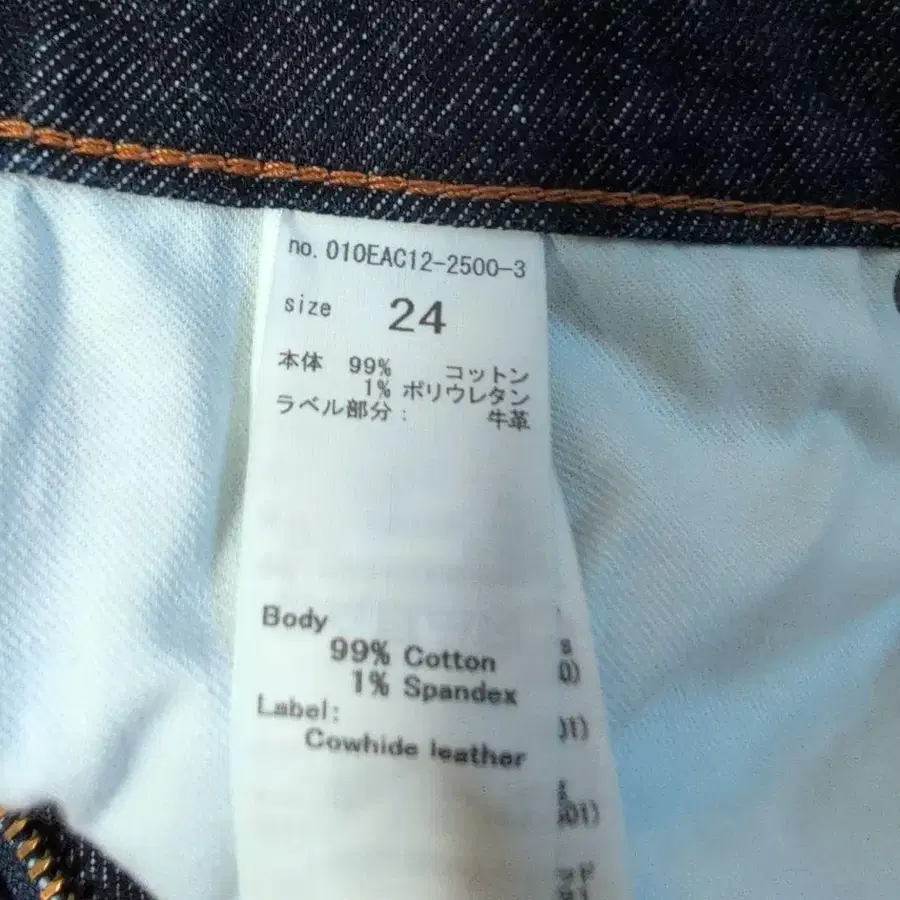 no. 010EAC12-2500-3
size 24
本体 99% コットン
1% ポリウレタン
ラベル部分: 牛革
Body
99% Cotton
1% Spandex
Label:
Cowhide leather